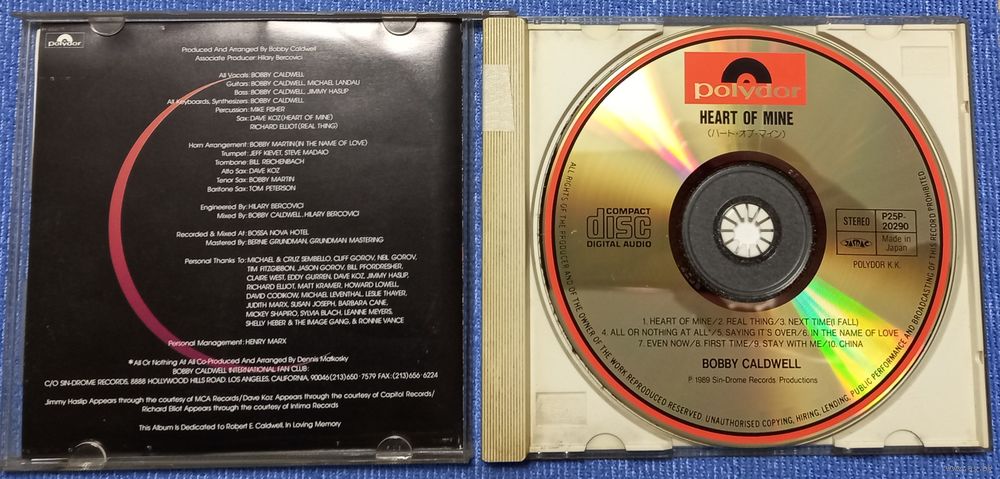 polydor
Produced And Arranged By Bobby Caldwell
Associate Producer: Hilary Bercovici
All Vocals: BOBBY CALDWELL
Guitars: BOBBY CALDWELL, MICHAEL LANDAU
Bass: BOBBY CALDWELL, JIMMY HASLIP
All Keyboards, Synthesizers: BOBBY CALDWELL
Percussion: MIKE FISHER
Sax: DAVE KOZ (HEART OF MINE)
RICHARD ELLIOT (REAL THING)
Horn Arrangement: BOBBY MARTIN (IN THE NAME OF LOVE)
Trumpet: JEFF KIEVET, STEVE MADAIO
Trombone: BILL REICHENBACH
Alto Sax: DAVE KOZ
Tenor Sax: BOBBY MARTIN
Baritone Sax: TOM PETERSON
Engineered By: HILARY BERCOVICI
Mixed By: BOBBY CALDWELL, HILARY BERCOVICI
Recorded & Mixed At: BOSSA NOVA HOTEL
Mastered By: BERNIE GRUNDMAN, GRUNDMAN MASTERING
Personal Thanks To: MICHAEL & CRUZ SEMBELLO, CLIFF GOROV, NEIL GOROV,
TIM FITZGIBBON, JASON GOROV, BILL PFORDRESHER,
CLAIRE WEST, EDDY GURREN, DAVE KOZ, JIMMY HASLIP,
RICHARD ELLIOT, MATT KRAMER, HOWARD LOWELL,
DAVID CODIKOW, MICHAEL LEVENTHAL, LESLIE THAYER,
JUDITH MARX, SUSAN JOSEPH, BARBARA CANE,
MICKEY SHAPIRO, SYLVIA BLACH, LEANNE MEYERS,
SHELLY HEBER & THE IMAGE GANG, & RONNIE VANCE
Personal Management: HENRY MARX
*All Or Nothing At All Co-Produced And Arranged By Dennis Matkosky
BOBBY CALDWELL INTERNATIONAL FAN CLUB:
C/O SIN-DROME RECORDS, 8888 HOLLYWOOD HILLS ROAD, LOS ANGELES, CALIFORNIA, 90046 (213) 650-7579 FAX: (213) 656-6224
Jimmy Haslip Appears through the courtesy of MCA Records/Dave Koz Appears through the courtesy of Capitol Records/
Richard Elliot Appears through the courtesy of Intima Records
This Album Is Dedicated to Robert E. Caldwell, In Loving Memory
polydor
HEART OF MINE
(ハート・オブ・マイン)
COMPACT
disc
DIGITAL AUDIO
STEREO
P25P-
20290
JASRAC
Made in
Japan
POLYDOR K.K.
1. HEART OF MINE/2. REAL THING/3. NEXT TIME(I FALL)
4. ALL OR NOTHING AT ALL*/5. SAYING IT'S OVER/6. IN THE NAME OF LOVE
7. EVEN NOW/8. FIRST TIME/9. STAY WITH ME/10. CHINA
BOBBY CALDWELL
℗ 1989 Sin-Drome Records Productions
ALL RIGHTS OF THE PRODUCER AND OF THE OWNER OF THE WORK REPRODUCED RESERVED. UNAUTHORISED COPYING, HIRING, LENDING, PUBLIC PERFORMANCE AND BROADCASTING OF THIS RECORD PROHIBITED